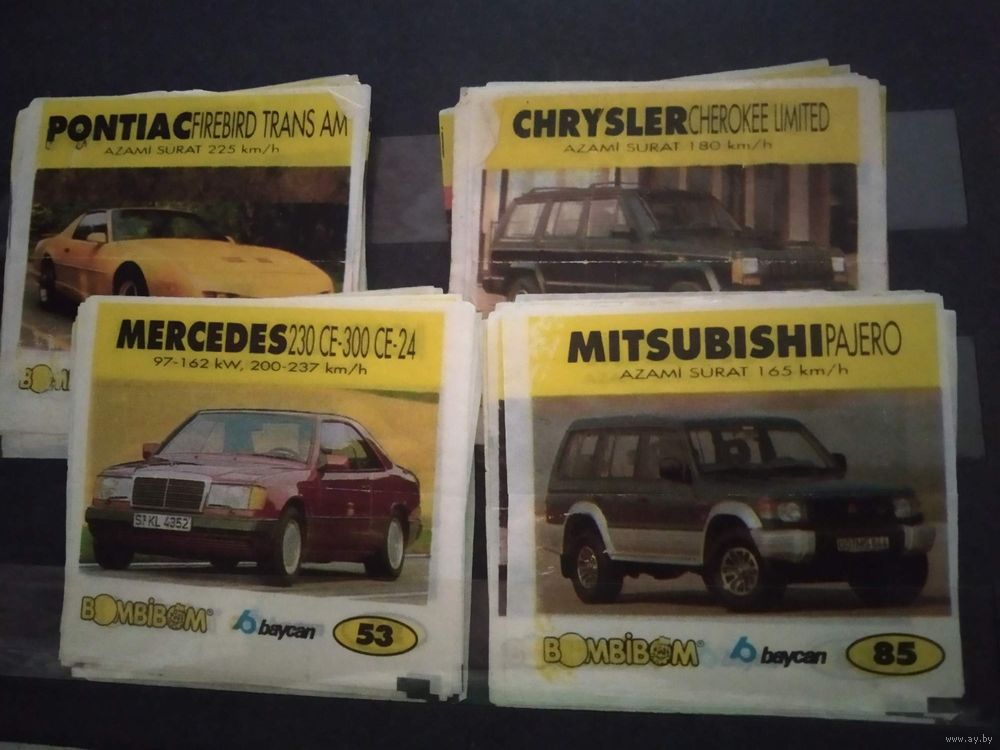 PONTIAC FIREBIRD TRANS AM
AZAMİ SURAT 225 km/h
CHRYSLER CHEROKEE LIMITED
AZAMİ SURAT 180 km/h
MERCEDES 230 CE-300 CE-24
97-162 kW, 200-237 km/h
S KL 4352
BOMBİBOM
baycan
53
MITSUBISHI PAJERO
AZAMİ SURAT 165 km/h
BOMBİBOM
baycan
85
www.ay.by